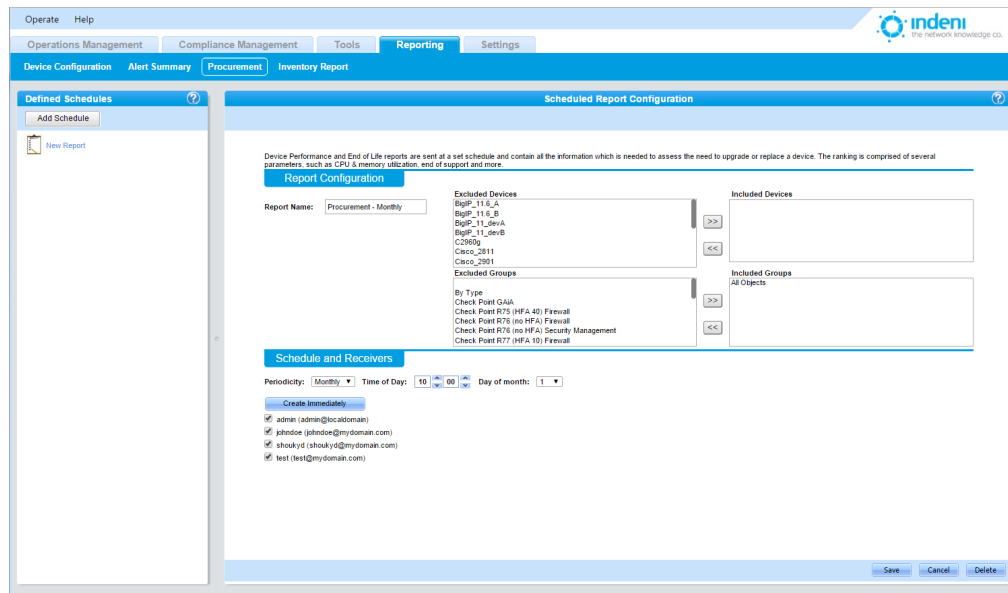 Operate Help
indeni
the network knowledge co.
Operations Management Compliance Management Tools Reporting Settings
Device Configuration Alert Summary Procurement Inventory Report
Defined Schedules ?
Add Schedule
New Report
Scheduled Report Configuration ?
Device Performance and End of Life reports are sent at a set schedule and contain all the information which is needed to assess the need to upgrade or replace a device. The ranking is comprised of several
parameters, such as CPU & memory utilization, end of support and more.
Report Configuration
Report Name: Procurement - Monthly
Excluded Devices
BigIP_11.6_A
BigIP_11.6_B
BigIP_11_devA
BigIP_11_devB
C2960g
Cisco_2811
Cisco_2901
>>
<<
Included Devices
Excluded Groups
By Type
Check Point GAiA
Check Point R75 (HFA 40) Firewall
Check Point R76 (no HFA) Firewall
Check Point R76 (no HFA) Security Management
Check Point R77 (HFA 10) Firewall
>>
<<
Included Groups
All Objects
Schedule and Receivers
Periodicity: Monthly Time of Day: 10 00 Day of month: 1
Create Immediately
admin (admin@localdomain)
johndoe (johndoe@mydomain.com)
shoukyd (shoukyd@mydomain.com)
test (test@mydomain.com)
Save Cancel Delete